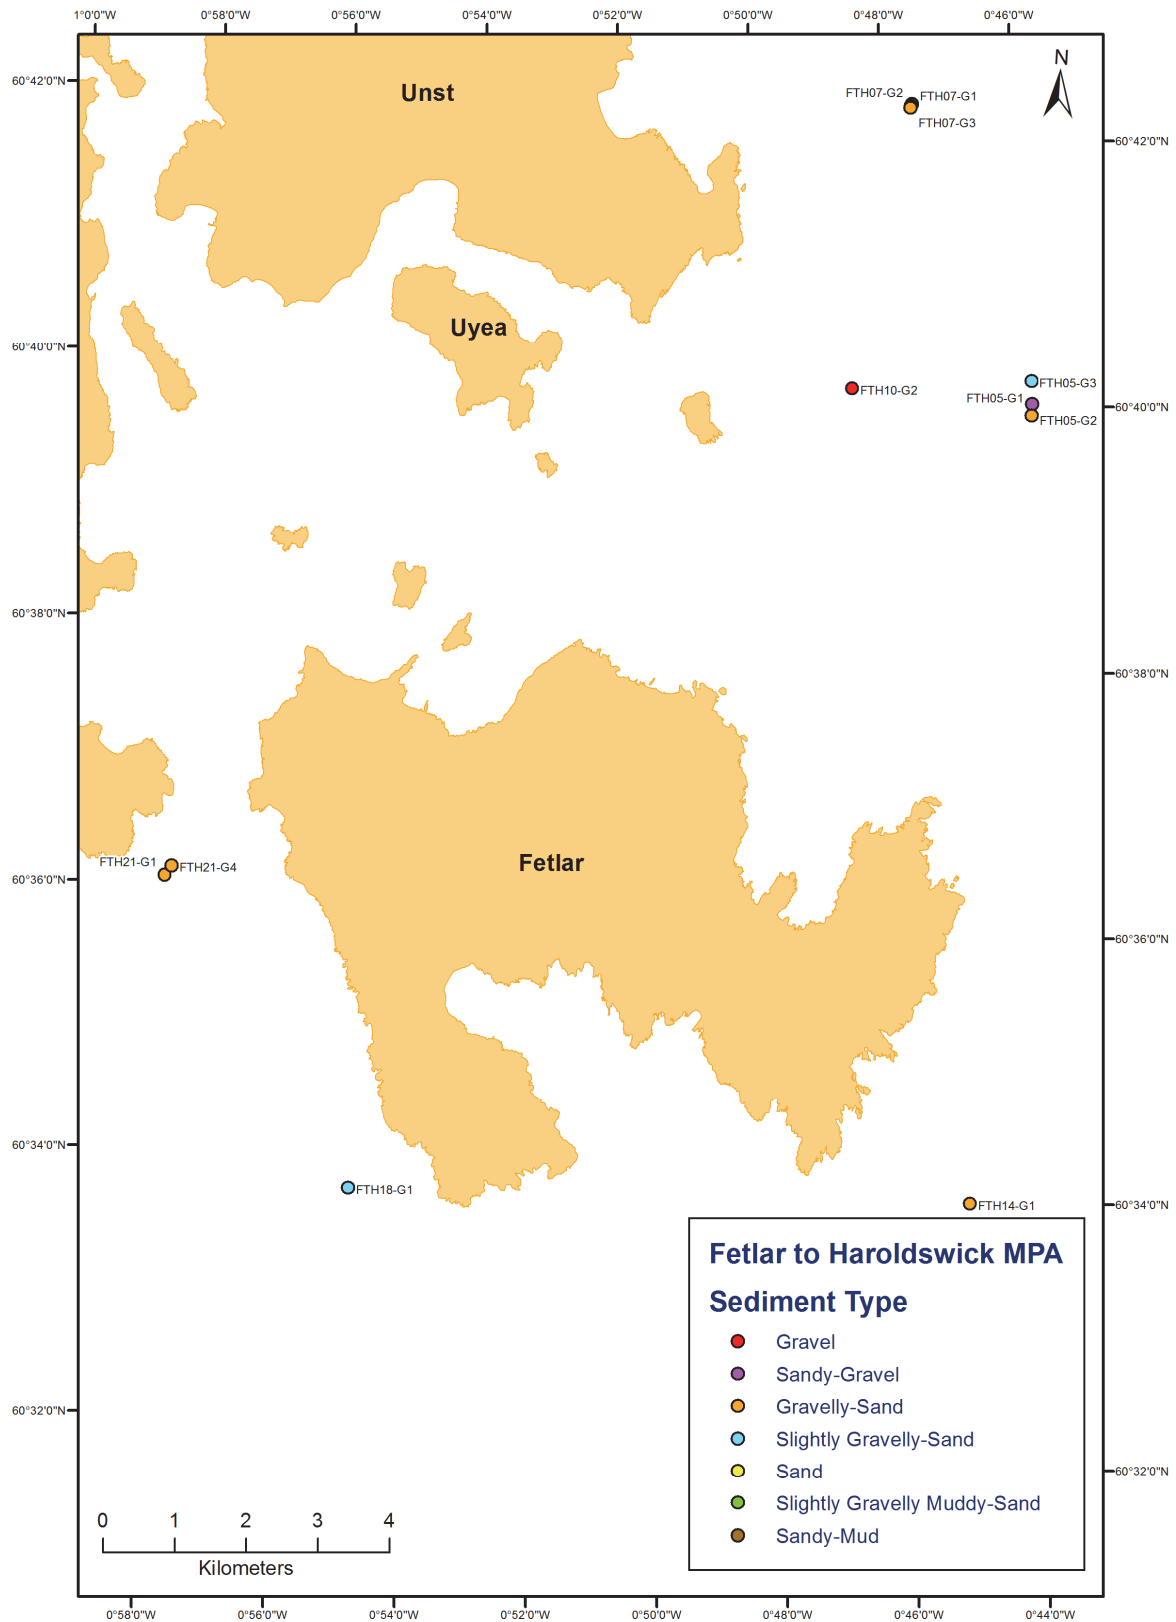 1°0'0"W 0°58'0"W 0°56'0"W 0°54'0"W 0°52'0"W 0°50'0"W 0°48'0"W 0°46'0"W
N
60°42'0"N
Unst
FTH07-G2 FTH07-G1
FTH07-G3
60°42'0"N
Uyea
60°40'0"N
FTH10-G2
FTH05-G3
FTH05-G1
60°40'0"N
FTH05-G2
60°38'0"N
60°38'0"N
Fetlar
FTH21-G1 FTH21-G4
60°36'0"N
60°36'0"N
60°34'0"N
FTH18-G1
60°34'0"N
FTH14-G1
Fetlar to Haroldswick MPA
Sediment Type
Gravel
Sandy-Gravel
Gravelly-Sand
Slightly Gravelly-Sand
Sand
Slightly Gravelly Muddy-Sand
Sandy-Mud
60°32'0"N
60°32'0"N
0 1 2 3 4
Kilometers
0°58'0"W 0°56'0"W 0°54'0"W 0°52'0"W 0°50'0"W 0°48'0"W 0°46'0"W 0°44'0"W